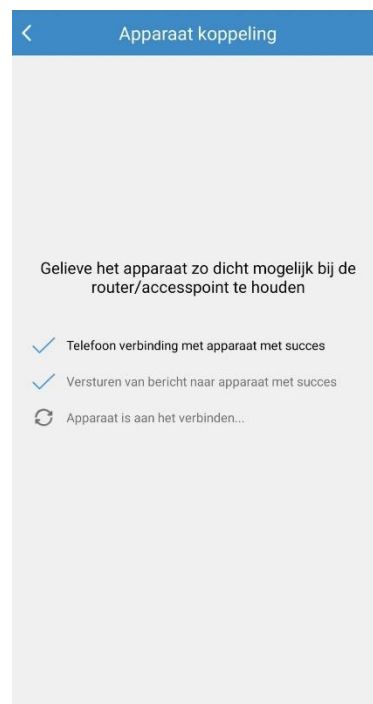 Apparaat koppeling
Gelieve het apparaat zo dicht mogelijk bij de
router/accesspoint te houden
Telefoon verbinding met apparaat met succes
Versturen van bericht naar apparaat met succes
Apparaat is aan het verbinden...